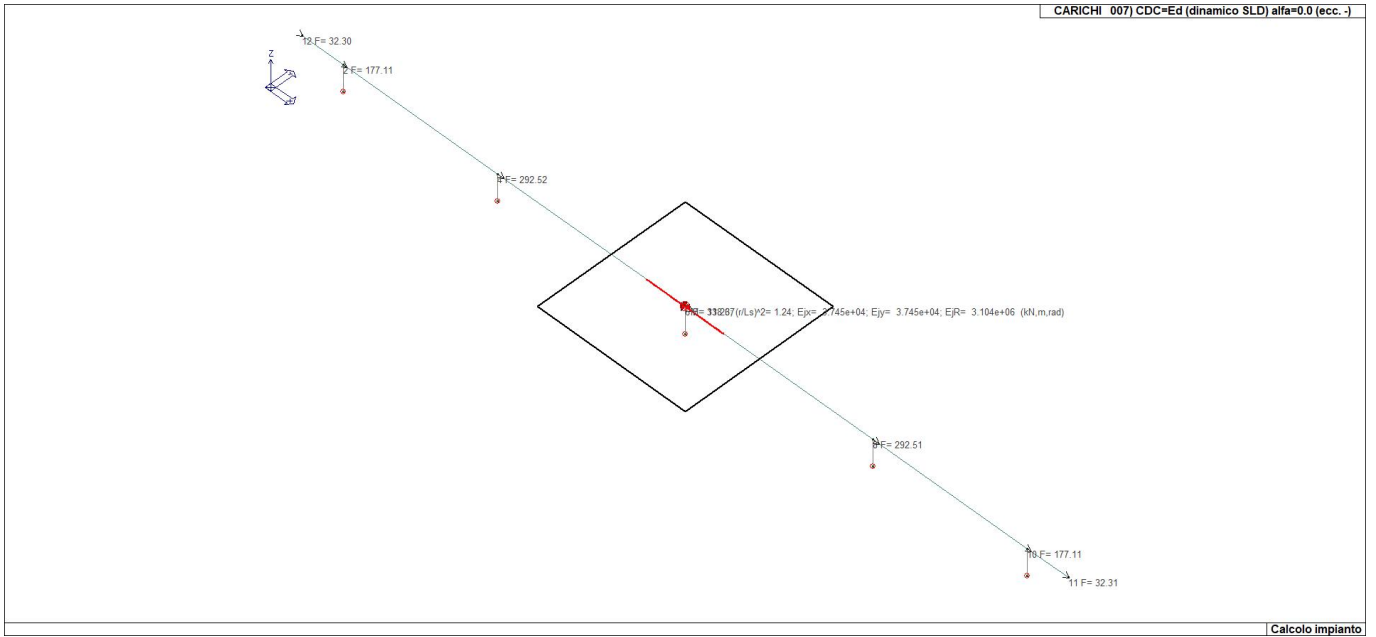 CARICHI 007) CDC=Ed (dinamico SLD) alfa=0.0 (ecc. -)
12 F= 32.30
Z
2 F= 177.11
4 F= 292.52
(r/Ls)^2= 1.24; Ejx= 3.745e+04; Ejy= 3.745e+04; EjR= 3.104e+06 (kN,m,rad)
F= 292.51
10 F= 177.11
11 F= 32.31
Calcolo impianto